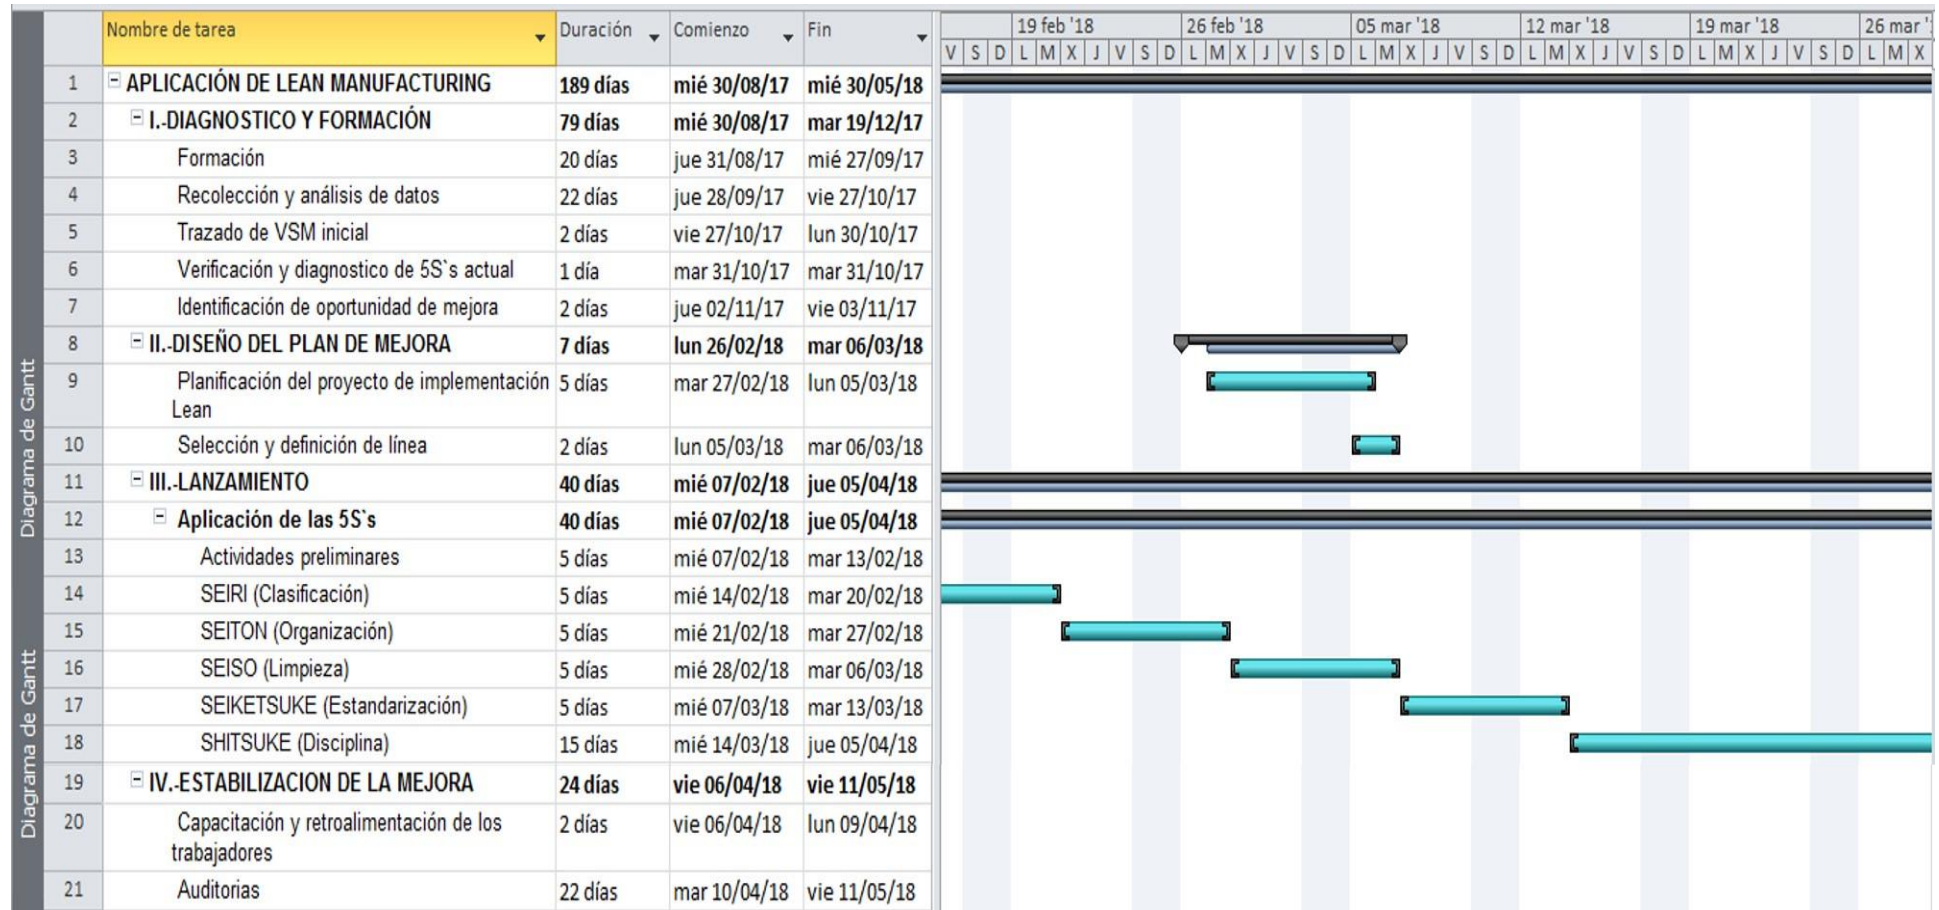 Nombre de tarea Duración Comienzo Fin 19 feb '18 26 feb '18 05 mar '18 12 mar '18 19 mar '18 26 mar '
V S D L M X J V S D L M X J V S D L M X J V S D L M X J V S D L M X J V S D L M X
1 APLICACIÓN DE LEAN MANUFACTURING 189 días mié 30/08/17 mié 30/05/18
2 I.-DIAGNOSTICO Y FORMACIÓN 79 días mié 30/08/17 mar 19/12/17
3 Formación 20 días jue 31/08/17 mié 27/09/17
4 Recolección y análisis de datos 22 días jue 28/09/17 vie 27/10/17
5 Trazado de VSM inicial 2 días vie 27/10/17 lun 30/10/17
6 Verificación y diagnostico de 5S`s actual 1 día mar 31/10/17 mar 31/10/17
7 Identificación de oportunidad de mejora 2 días jue 02/11/17 vie 03/11/17
8 II.-DISEÑO DEL PLAN DE MEJORA 7 días lun 26/02/18 mar 06/03/18
9 Planificación del proyecto de implementación 5 días mar 27/02/18 lun 05/03/18
Lean
10 Selección y definición de línea 2 días lun 05/03/18 mar 06/03/18
11 III.-LANZAMIENTO 40 días mié 07/02/18 jue 05/04/18
12 Aplicación de las 5S`s 40 días mié 07/02/18 jue 05/04/18
13 Actividades preliminares 5 días mié 07/02/18 mar 13/02/18
14 SEIRI (Clasificación) 5 días mié 14/02/18 mar 20/02/18
15 SEITON (Organización) 5 días mié 21/02/18 mar 27/02/18
16 SEISO (Limpieza) 5 días mié 28/02/18 mar 06/03/18
17 SEIKETSUKE (Estandarización) 5 días mié 07/03/18 mar 13/03/18
18 SHITSUKE (Disciplina) 15 días mié 14/03/18 jue 05/04/18
19 IV.-ESTABILIZACION DE LA MEJORA 24 días vie 06/04/18 vie 11/05/18
20 Capacitación y retroalimentación de los 2 días vie 06/04/18 lun 09/04/18
trabajadores
21 Auditorias 22 días mar 10/04/18 vie 11/05/18
Diagrama de Gantt
Diagrama de Gantt